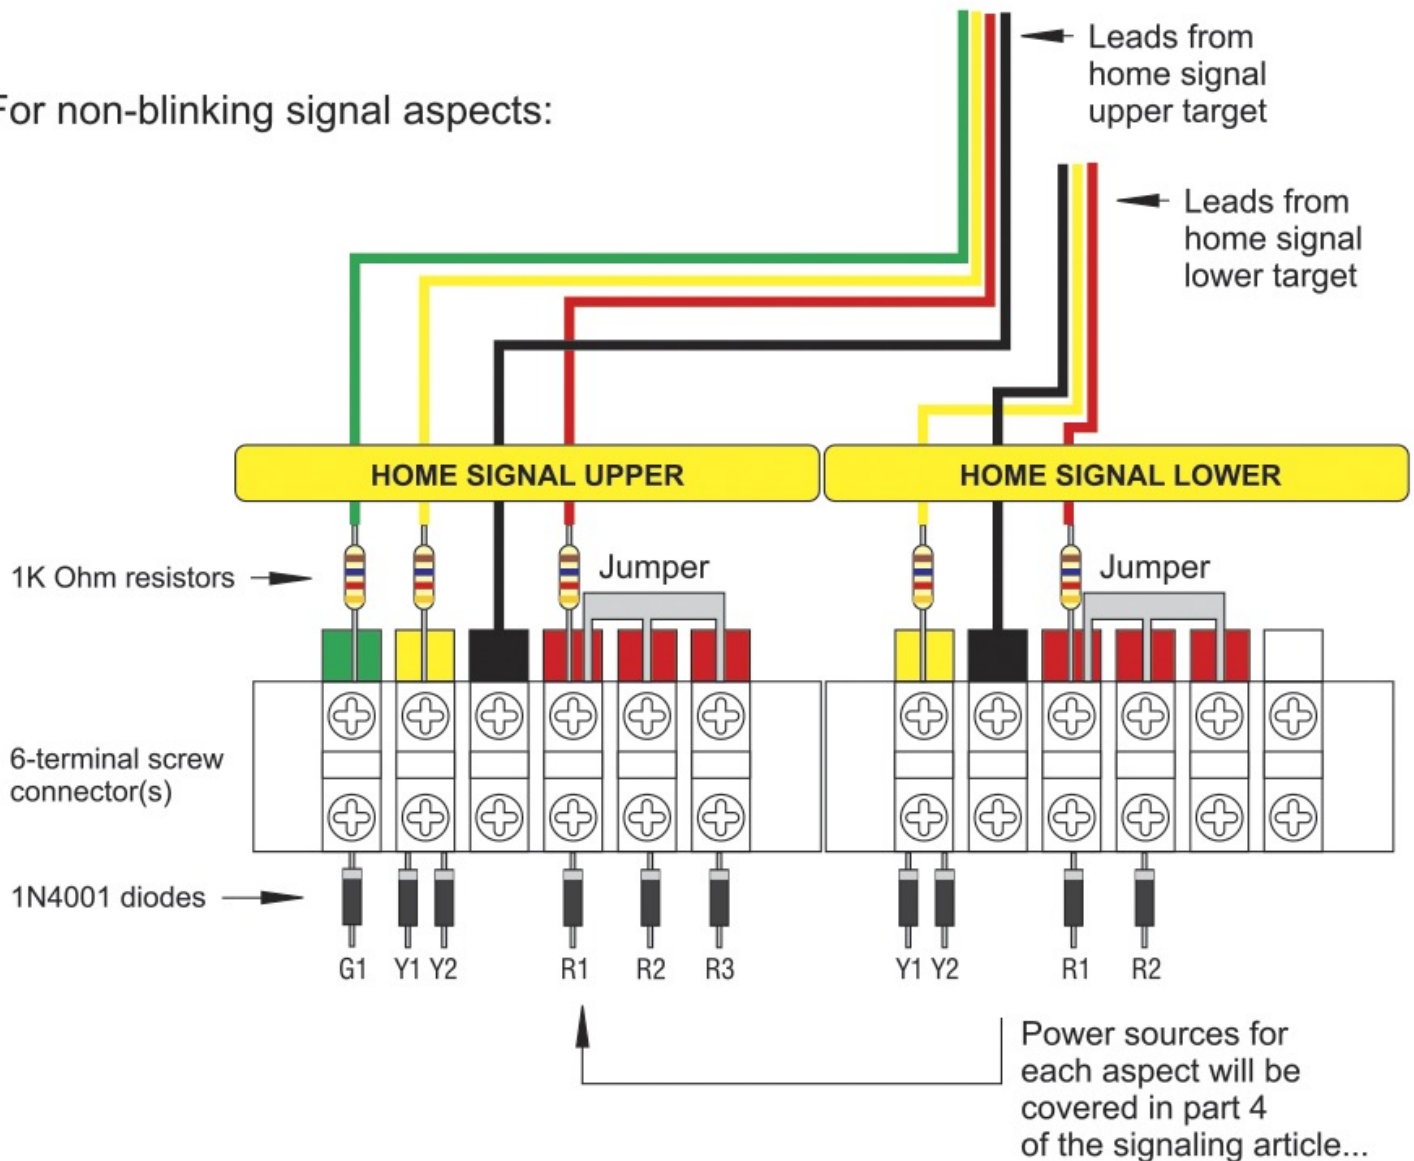 Leads from
home signal
upper target
For non-blinking signal aspects:
Leads from
home signal
lower target
HOME SIGNAL UPPER
HOME SIGNAL LOWER
1K Ohm resistors
Jumper
Jumper
6-terminal screw
connector(s)
1N4001 diodes
G1 Y1 Y2 R1 R2 R3 Y1 Y2 R1 R2
Power sources for
each aspect will be
covered in part 4
of the signaling article...